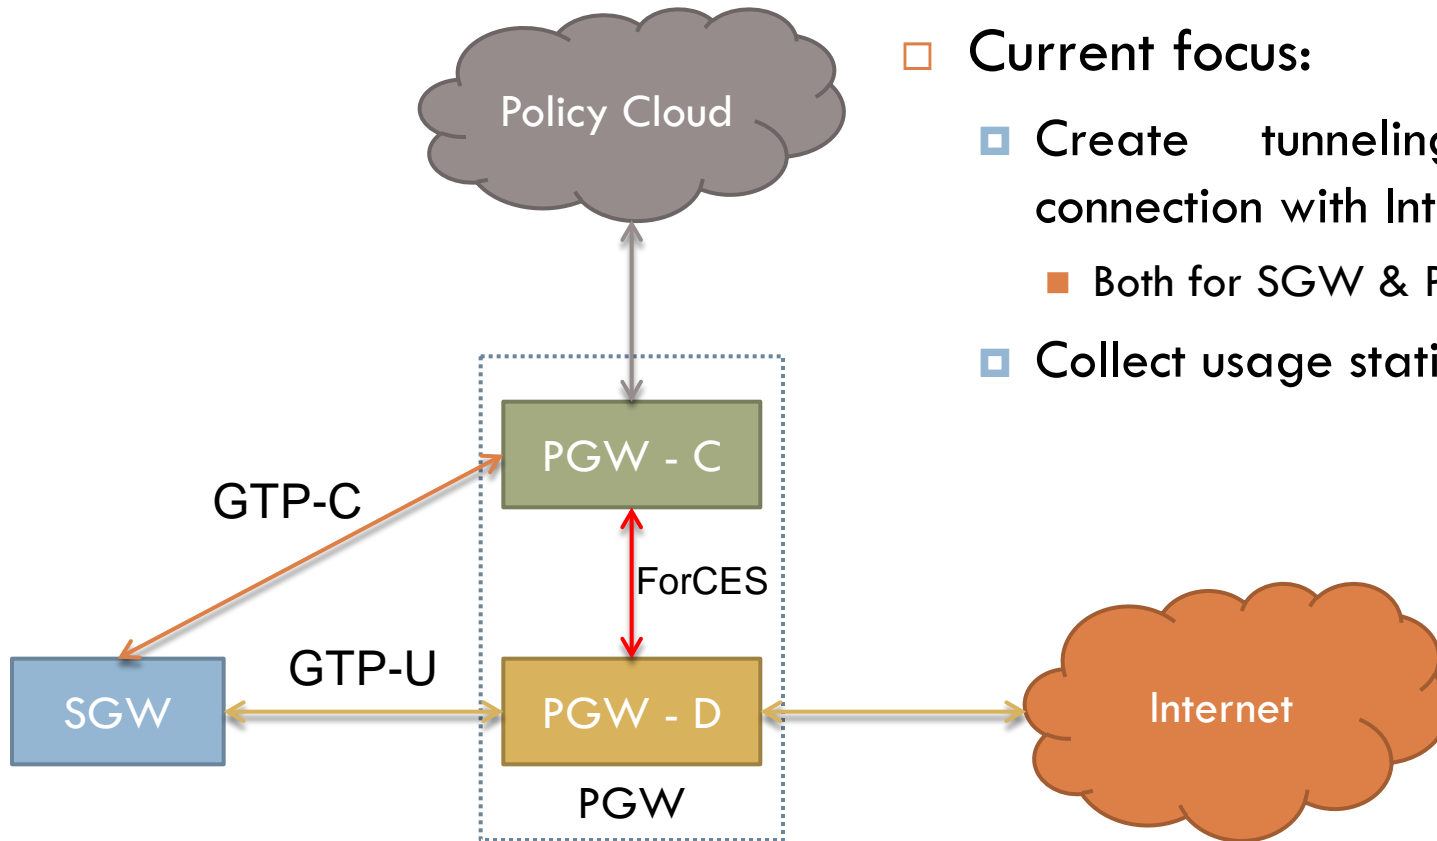 Policy Cloud
Current focus:
Create tunneling
connection with Int
Both for SGW &
Collect usage stati
PGW - C
GTP-C
ForCES
GTP-U
SGW
PGW - D
Internet
PGW